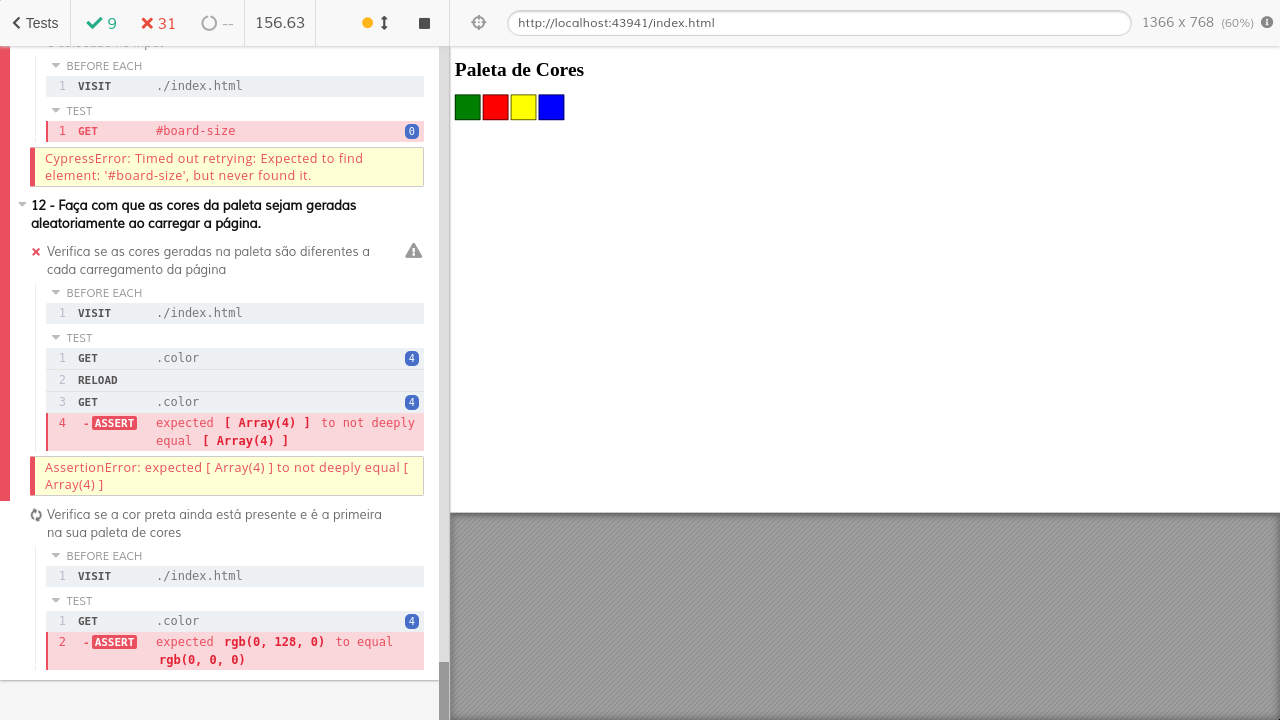 Tests
9
31
--
156.63
http://localhost:43941/index.html
1366 x 768 (60%)
BEFORE EACH
1 VISIT ./index.html
TEST
1 GET #board-size 0
CypressError: Timed out retrying: Expected to find
element: '#board-size', but never found it.
12 - Faça com que as cores da paleta sejam geradas
aleatoriamente ao carregar a página.
Verifica se as cores geradas na paleta são diferentes a
cada carregamento da página
BEFORE EACH
1 VISIT ./index.html
TEST
1 GET .color 4
2 RELOAD
3 GET .color 4
4 -ASSERT expected [ Array(4) ] to not deeply
equal [ Array(4) ]
AssertionError: expected [ Array(4) ] to not deeply equal [
Array(4) ]
Verifica se a cor preta ainda está presente e é a primeira
na sua paleta de cores
BEFORE EACH
1 VISIT ./index.html
TEST
1 GET .color 4
2 -ASSERT expected rgb(0, 128, 0) to equal
rgb(0, 0, 0)
Paleta de Cores